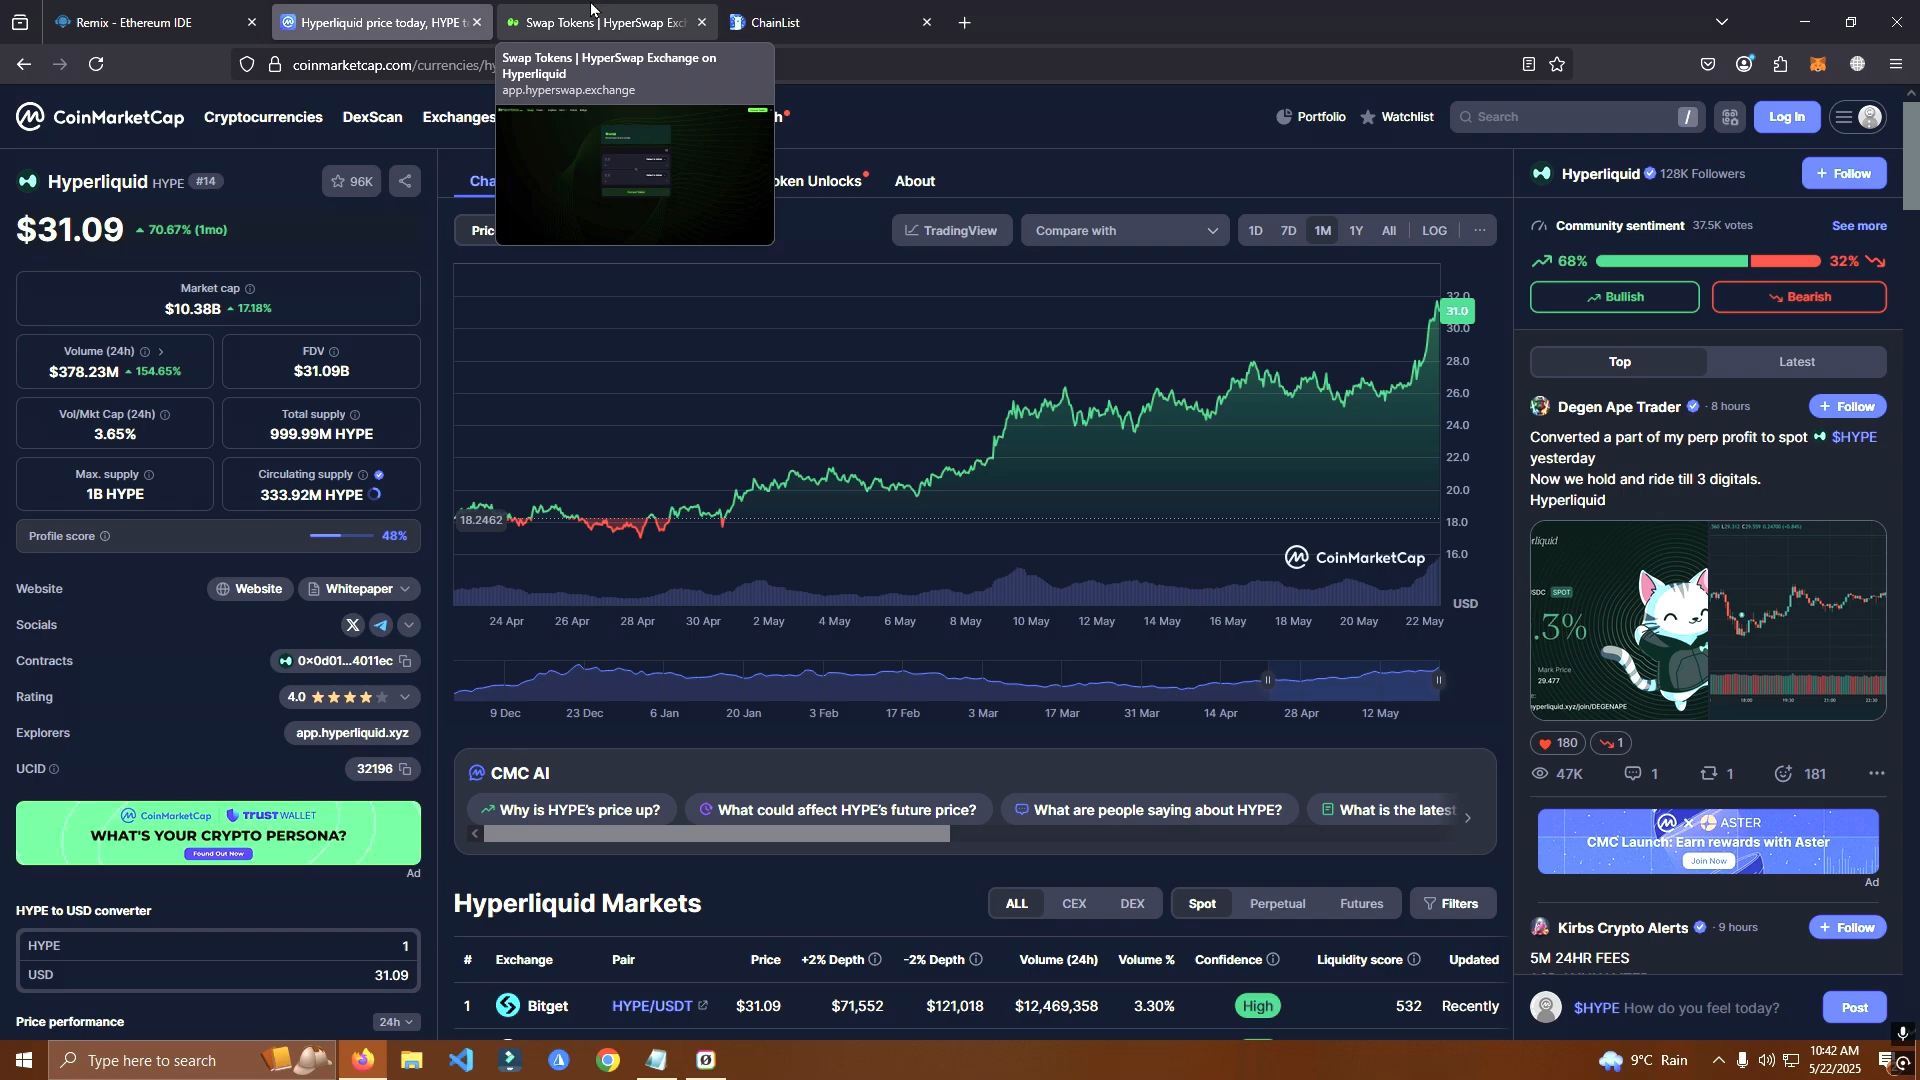 Remix - Ethereum IDE
Hyperliquid price today, HYPE t
Swap Tokens | HyperSwap Exc
ChainList
coinmarketcap.com/currencies/hy
Swap Tokens | HyperSwap Exchange on
Hyperliquid
app.hyperswap.exchange
CoinMarketCap
Cryptocurrencies
DexScan
Exchanges
Portfolio
Watchlist
Search
/
Log In
Hyperliquid HYPE #14
96K
$31.09
70.67% (1mo)
Market cap
$10.38B 17.18%
Volume (24h)
$378.23M 154.65%
FDV
$31.09B
Vol/Mkt Cap (24h)
3.65%
Total supply
999.99M HYPE
Max. supply
1B HYPE
Circulating supply
333.92M HYPE
Profile score
48%
Website
Website
Whitepaper
Socials
Contracts
0x0d01...4011ec
Rating
4.0
Explorers
app.hyperliquid.xyz
UCID
32196
CoinMarketCap TRUST WALLET
WHAT'S YOUR CRYPTO PERSONA?
Found Out Now
Ad
HYPE to USD converter
HYPE 1
USD 31.09
Price performance
24h
Cha
oken Unlocks
About
Pric
TradingView
Compare with
1D 7D 1M 1Y All LOG
32.0
31.0
30.0
28.0
26.0
24.0
22.0
20.0
18.0
16.0
18.2462
CoinMarketCap
USD
24 Apr 26 Apr 28 Apr 30 Apr 2 May 4 May 6 May 8 May 10 May 12 May 14 May 16 May 18 May 20 May 22 May
9 Dec 23 Dec 6 Jan 20 Jan 3 Feb 17 Feb 3 Mar 17 Mar 31 Mar 14 Apr 28 Apr 12 May
CMC AI
Why is HYPE's price up?
What could affect HYPE's future price?
What are people saying about HYPE?
What is the latest
Hyperliquid Markets
ALL CEX DEX
Spot Perpetual Futures
Filters
# Exchange Pair Price +2% Depth -2% Depth Volume (24h) Volume % Confidence Liquidity score Updated
1 Bitget HYPE/USDT $31.09 $71,552 $121,018 $12,469,358 3.30% High 532 Recently
Hyperliquid 128K Followers
+ Follow
Community sentiment 37.5K votes
See more
68%
32%
Bullish
Bearish
Top
Latest
Degen Ape Trader · 8 hours
+ Follow
Converted a part of my perp profit to spot $HYPE
yesterday
Now we hold and ride till 3 digitals.
Hyperliquid
rliquid
SDC SPOT
.3%
Mark Price
29.477
yperliquid.xyz/join/DEGENAPE
180
1
47K
1
1
181
ASTER
CMC Launch: Earn rewards with Aster
Join Now
Ad
Kirbs Crypto Alerts · 9 hours
+ Follow
5M 24HR FEES
$HYPE How do you feel today?
Post
Type here to search
9°C Rain
10:42 AM
5/22/2025